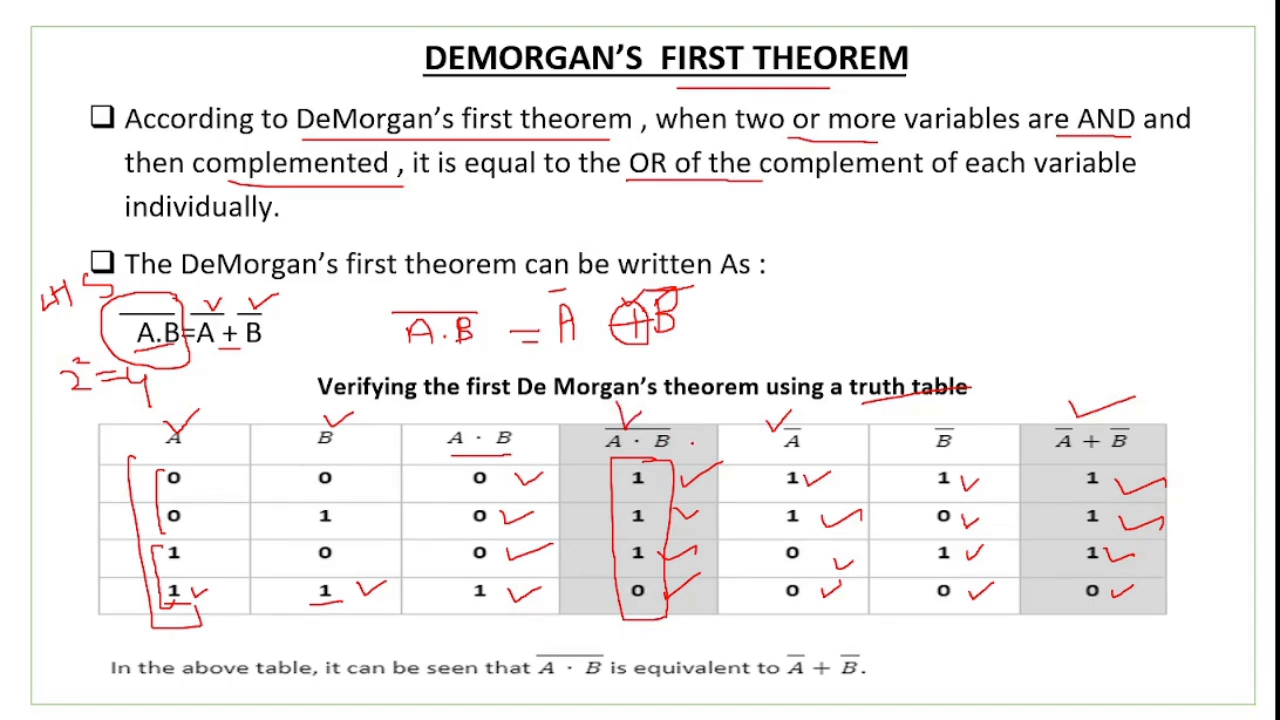 DEMORGAN’S FIRST THEOREM
❑ According to DeMorgan’s first theorem , when two or more variables are AND and
then complemented , it is equal to the OR of the complement of each variable
individually.
❑ The DeMorgan’s first theorem can be written As :
LHS
A̅.̅B̅=A̅ + B̅
A̅.̅B̅ = A̅ + B̅
2²=4
Verifying the first De Morgan’s theorem using a truth table
A B A · B A̅ ·̅ B̅ A̅ B̅ A̅ + B̅
0 0 0 1 1 1 1
0 1 0 1 1 0 1
1 0 0 1 0 1 1
1 1 1 0 0 0 0
In the above table, it can be seen that A̅ ·̅ B̅ is equivalent to A̅ + B̅.